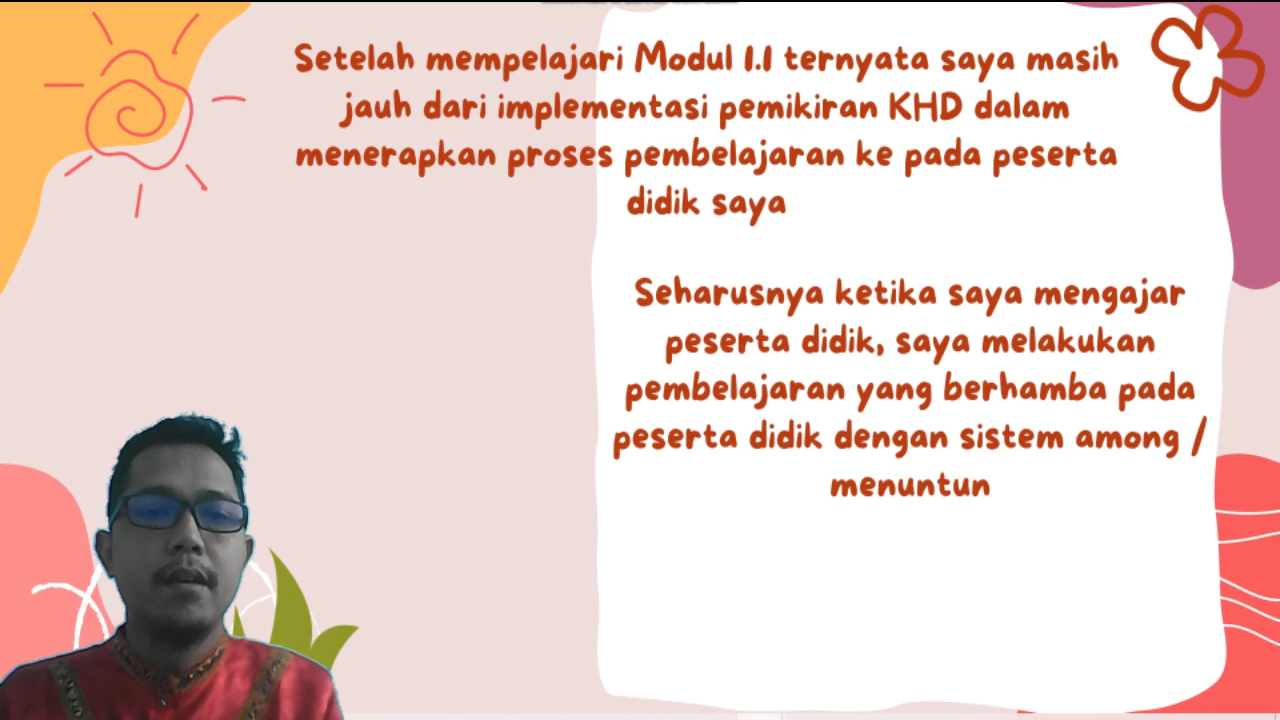 Setelah mempelajari Modul 1.1 ternyata saya masih
jauh dari implementasi pemikiran KHD dalam
menerapkan proses pembelajaran ke pada peserta
didik saya
Seharusnya ketika saya mengajar
peserta didik, saya melakukan
pembelajaran yang berhamba pada
peserta didik dengan sistem among /
menuntun